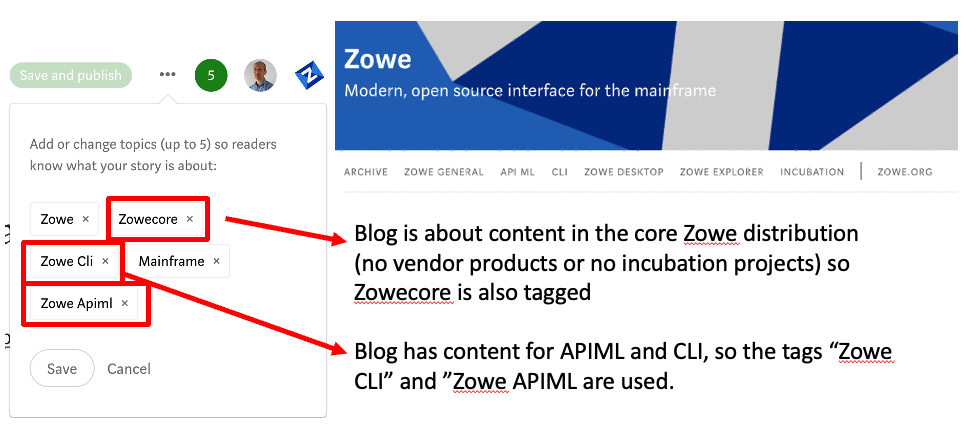 Save and publish
5
Add or change topics (up to 5) so readers
know what your story is about:
Zowe ×
Zowecore ×
Zowe Cli ×
Mainframe ×
Zowe Apiml ×
Save
Cancel
Zowe
Modern, open source interface for the mainframe
ARCHIVE ZOWE GENERAL API ML CLI ZOWE DESKTOP ZOWE EXPLORER INCUBATION ZOWE.ORG
Blog is about content in the core Zowe distribution
(no vendor products or no incubation projects) so
Zowecore is also tagged
Blog has content for APIML and CLI, so the tags “Zowe
CLI” and ”Zowe APIML are used.